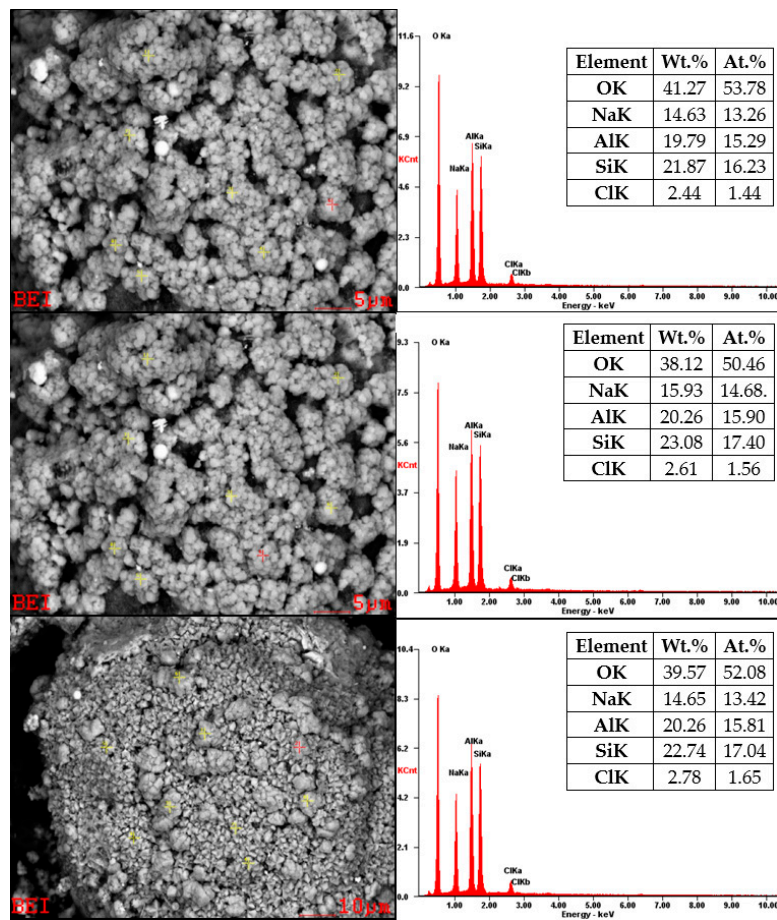 BEI 5µm
O Ka
11.6
9.2
6.9
KCnt
4.6
2.3
0.0
AlKa
SiKa
NaKa
ClKa
ClKb
1.00 2.00 3.00 4.00 5.00 6.00 7.00 8.00 9.00 10.0
Energy - keV
Element Wt.% At.%
OK 41.27 53.78
NaK 14.63 13.26
AlK 19.79 15.29
SiK 21.87 16.23
ClK 2.44 1.44
BEI 5µm
O Ka
9.3
7.5
5.6
KCnt
3.7
1.9
0.0
AlKa
SiKa
NaKa
ClKa
ClKb
1.00 2.00 3.00 4.00 5.00 6.00 7.00 8.00 9.00 10.0
Energy - keV
Element Wt.% At.%
OK 38.12 50.46
NaK 15.93 14.68.
AlK 20.26 15.90
SiK 23.08 17.40
ClK 2.61 1.56
BEI 10µm
O Ka
10.4
8.3
6.2
KCnt
4.2
2.1
0.0
AlKa
SiKa
NaKa
ClKa
ClKb
1.00 2.00 3.00 4.00 5.00 6.00 7.00 8.00 9.00 10.0
Energy - keV
Element Wt.% At.%
OK 39.57 52.08
NaK 14.65 13.42
AlK 20.26 15.81
SiK 22.74 17.04
ClK 2.78 1.65